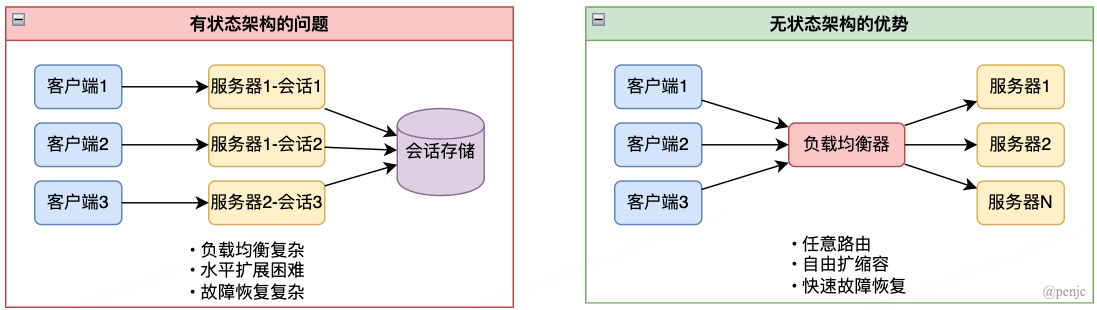 有状态架构的问题
客户端1
服务器1-会话1
客户端2
服务器1-会话2
会话存储
客户端3
服务器2-会话3
• 负载均衡复杂
• 水平扩展困难
• 故障恢复复杂
无状态架构的优势
客户端1
服务器1
客户端2
负载均衡器
服务器2
客户端3
服务器N
• 任意路由
• 自由扩缩容
• 快速故障恢复
@penjc